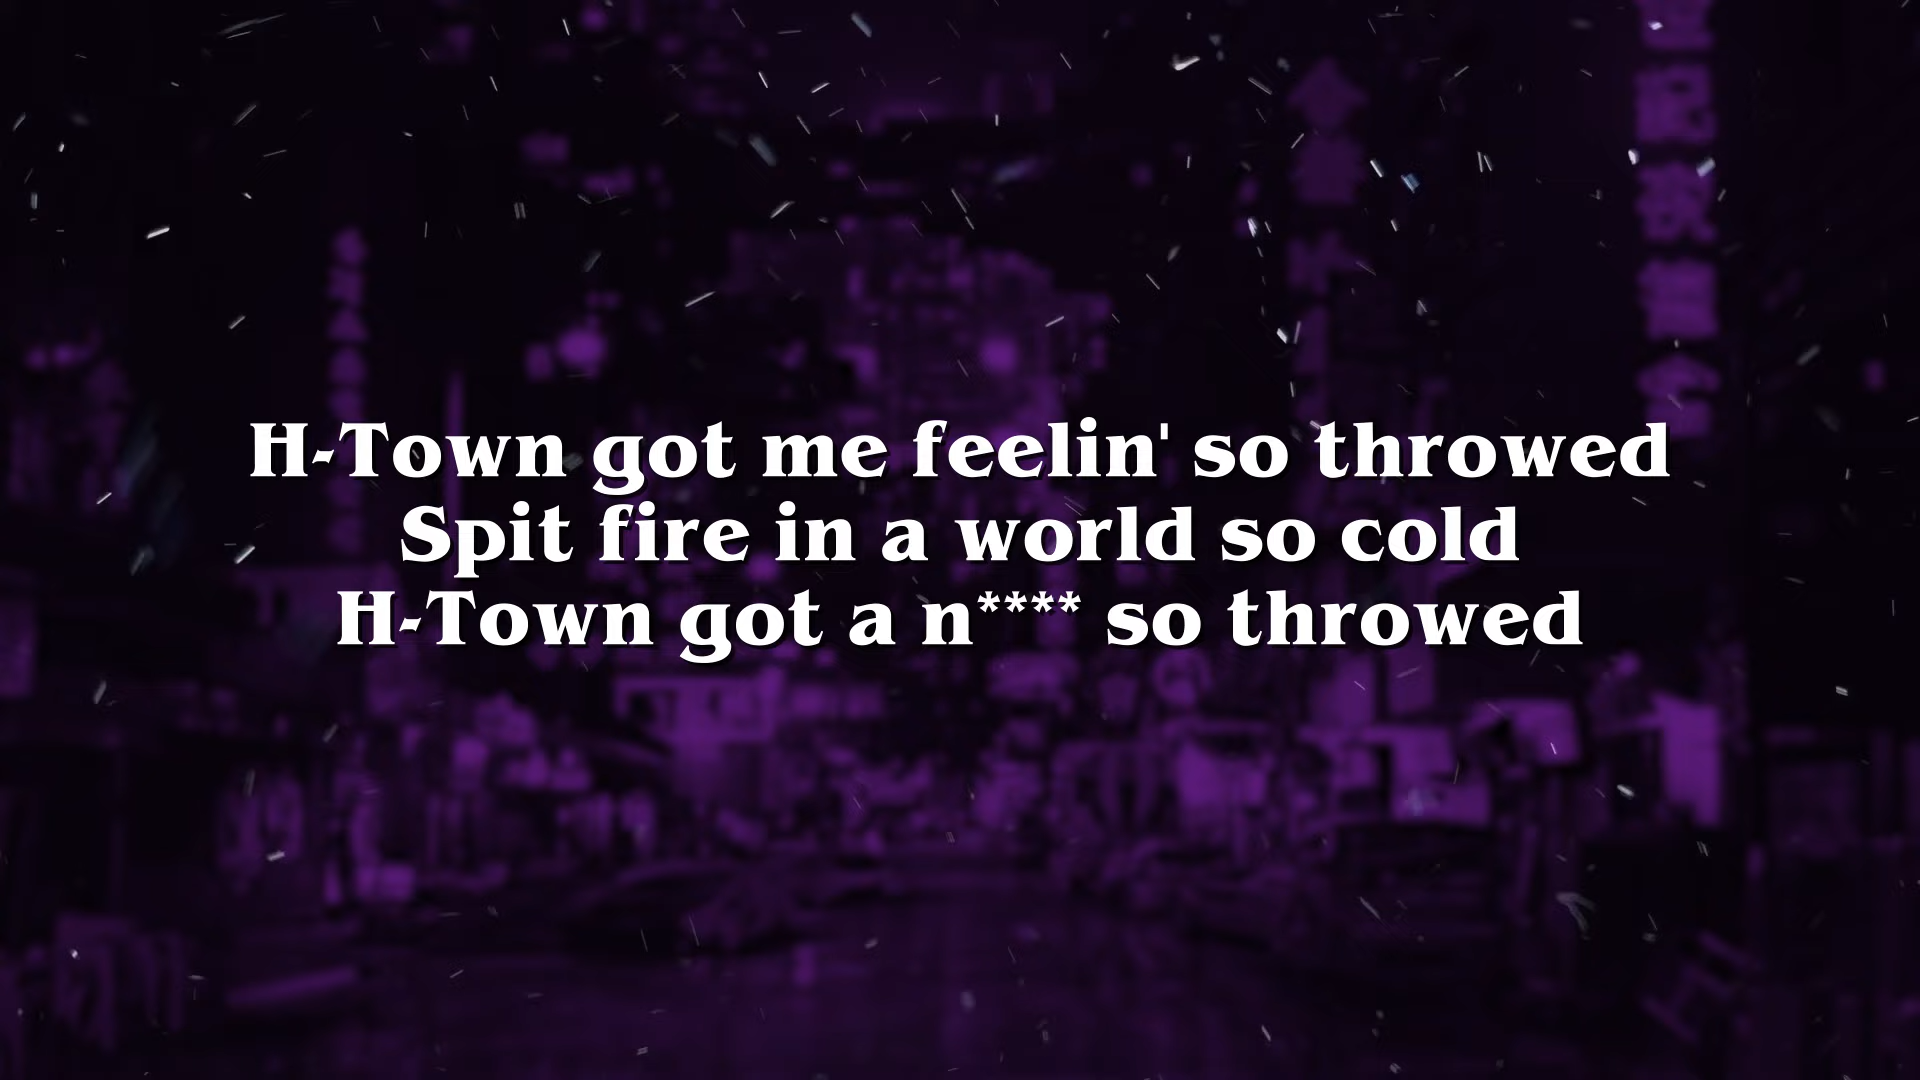 H-Town got me feelin' so throwed
Spit fire in a world so cold
H-Town got a n**** so throwed